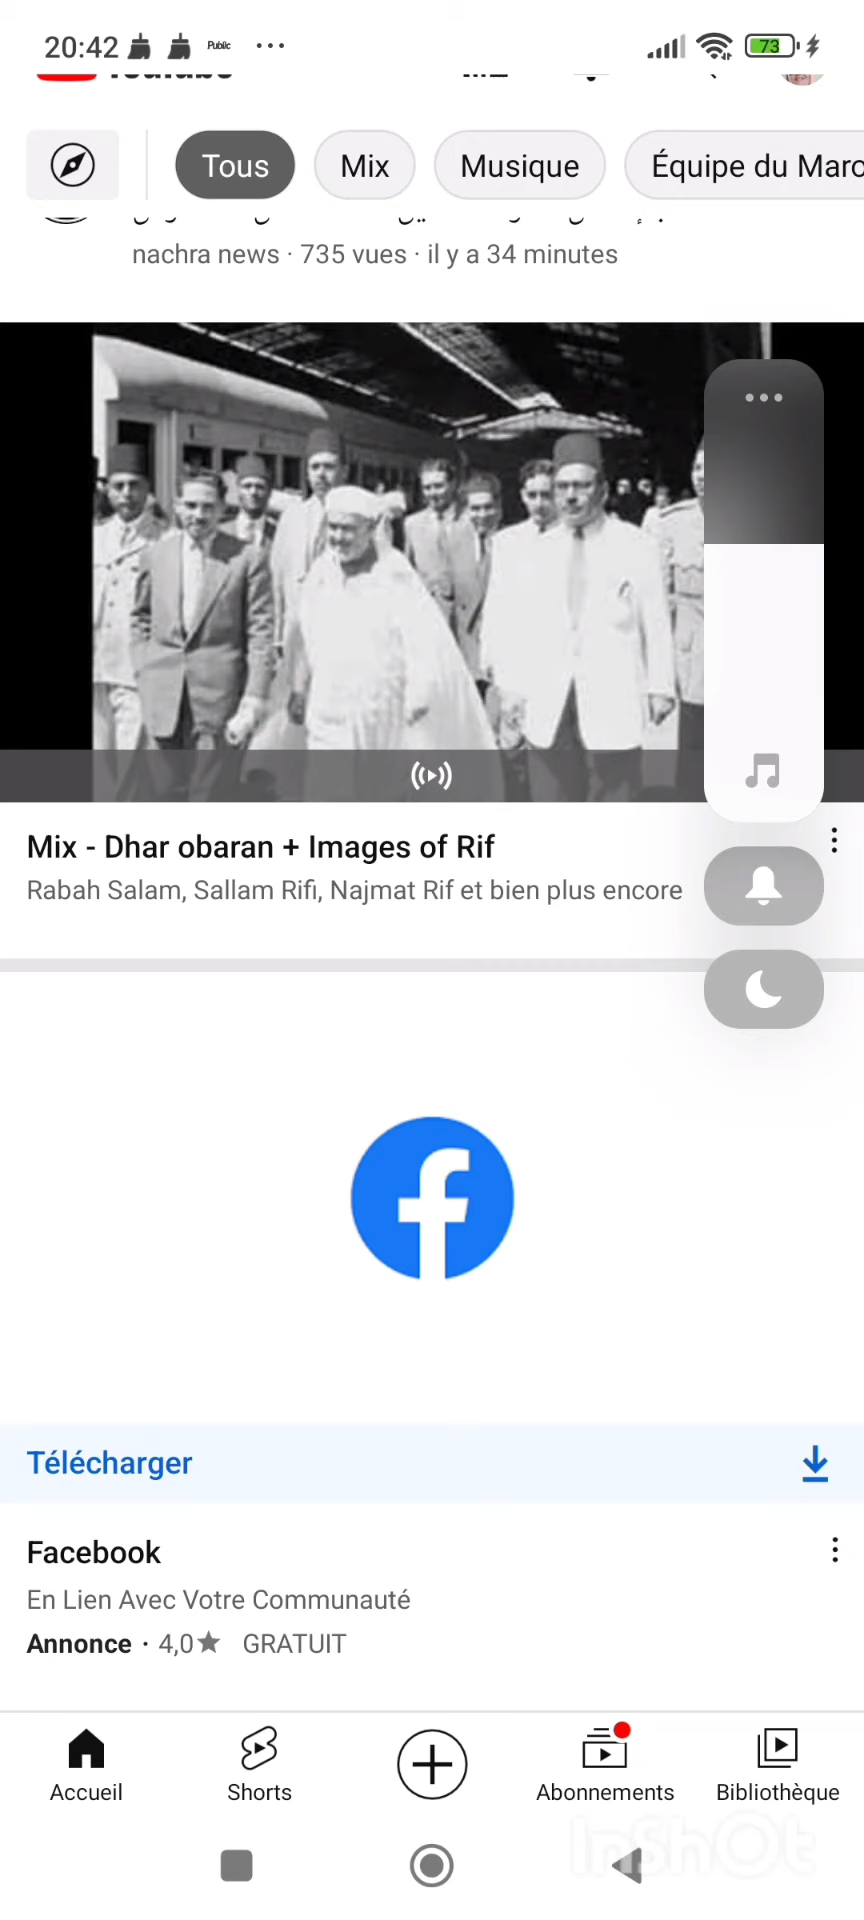 20:42 Public 73
Tous Mix Musique Équipe du Maro
nachra news · 735 vues · il y a 34 minutes
Mix - Dhar obaran + Images of Rif
Rabah Salam, Sallam Rifi, Najmat Rif et bien plus encore
Télécharger
Facebook
En Lien Avec Votre Communauté
Annonce · 4,0★ GRATUIT
Accueil Shorts Abonnements Bibliothèque
InShOt